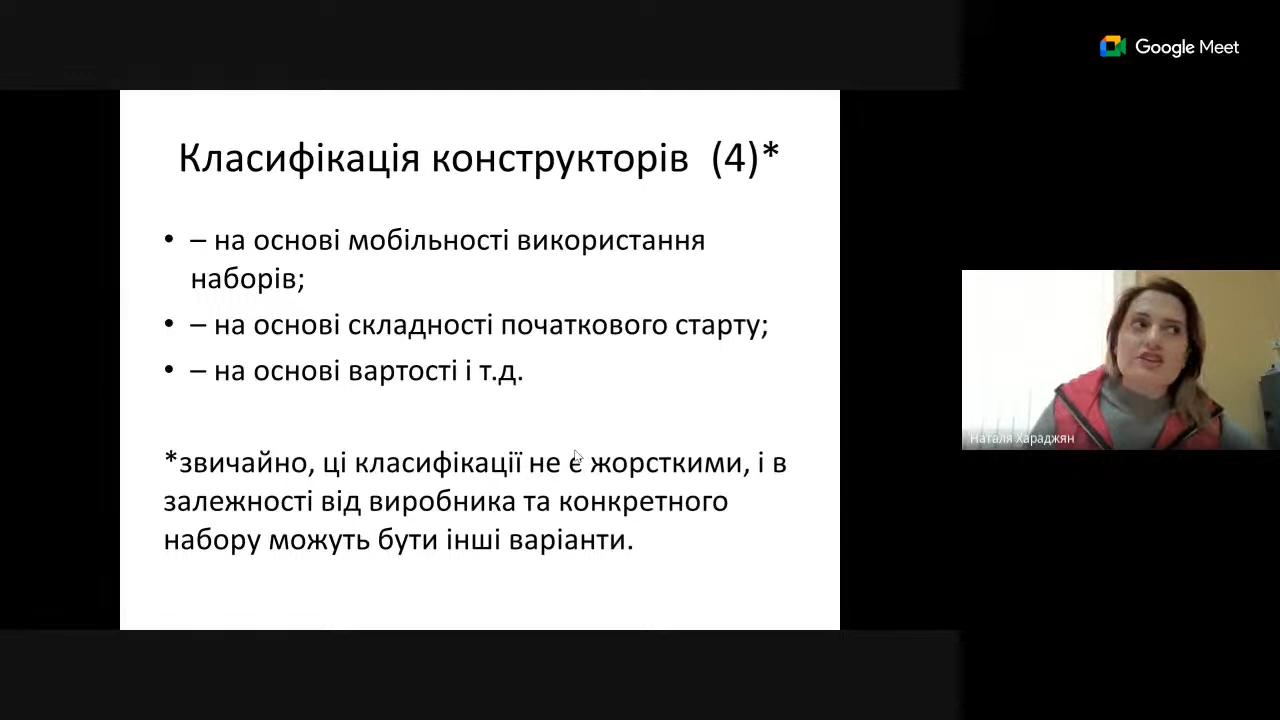 Google Meet
Класифікація конструкторів (4)*
• – на основі мобільності використання
наборів;
• – на основі складності початкового старту;
• – на основі вартості і т.д.
*звичайно, ці класифікації не є жорсткими, і в
залежності від виробника та конкретного
набору можуть бути інші варіанти.
Наталя Хараджян